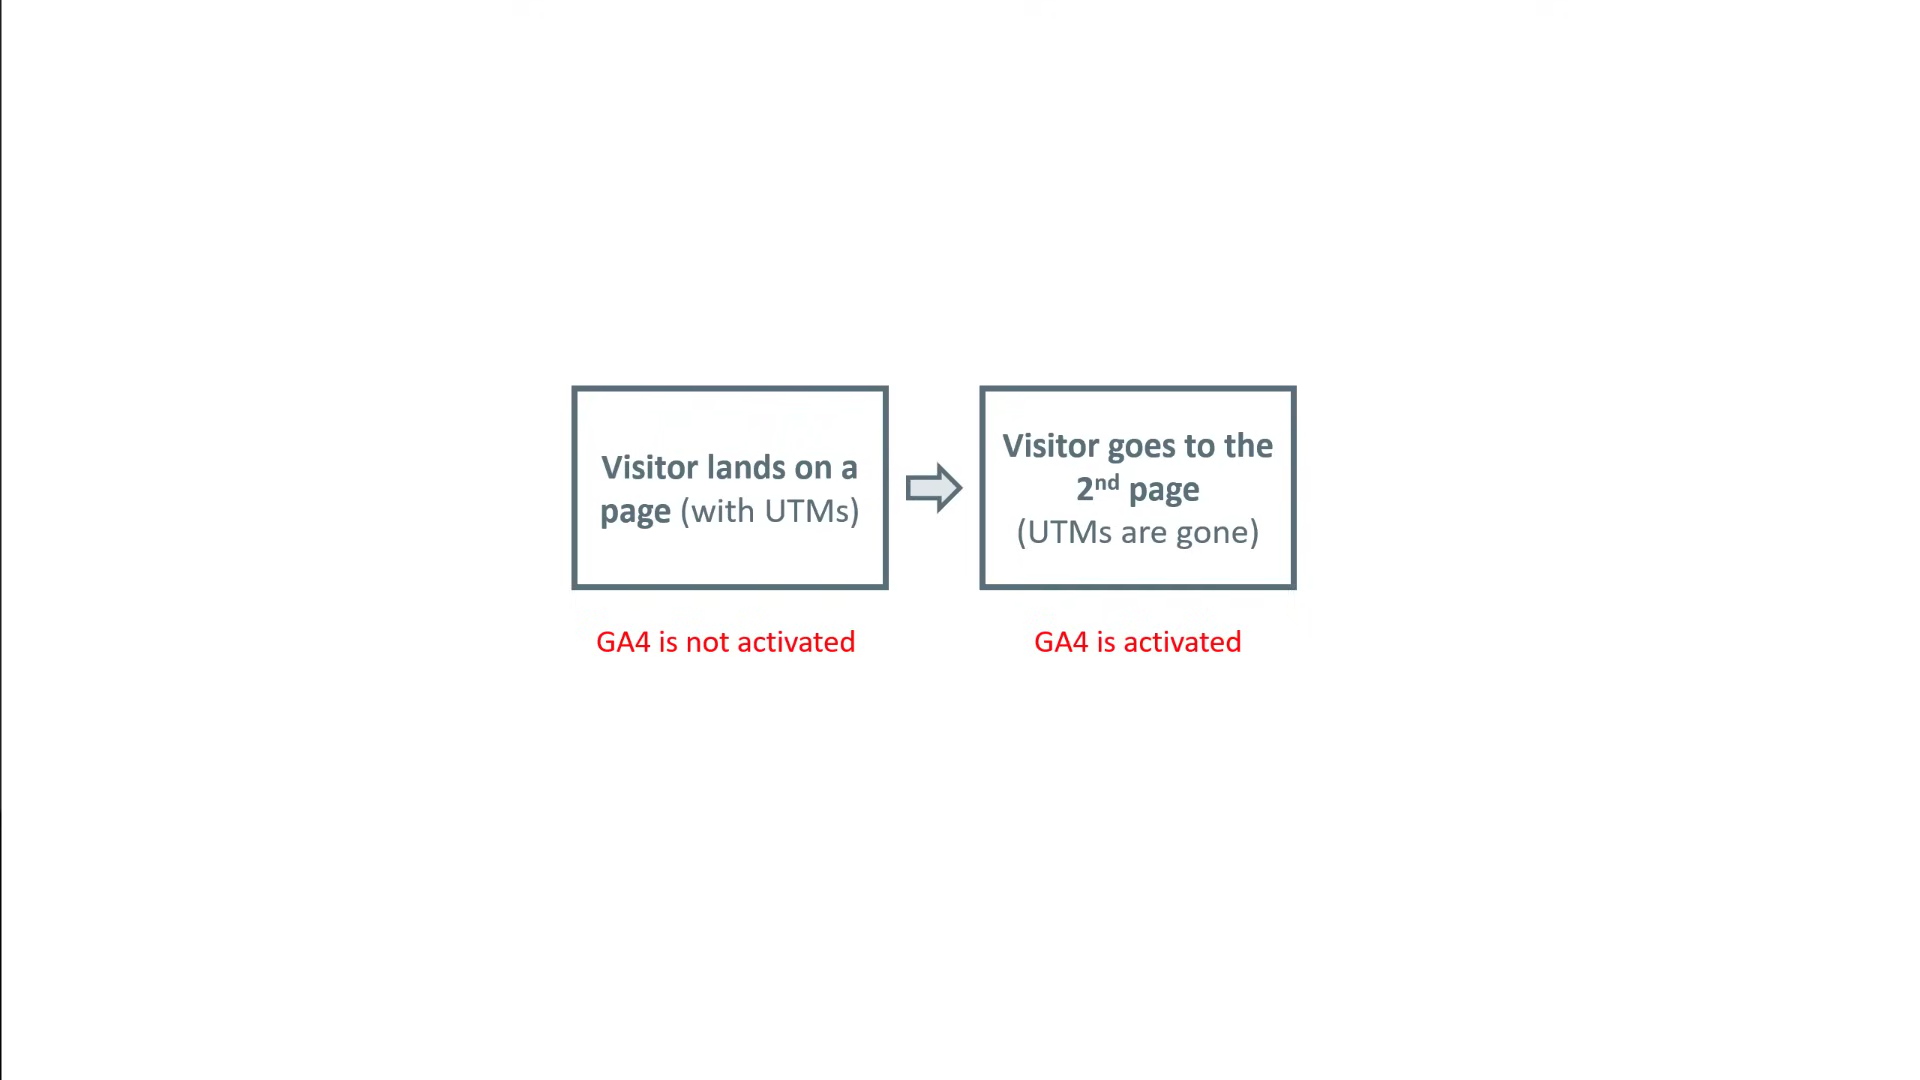 Visitor lands on a
page (with UTMs)
GA4 is not activated
Visitor goes to the
2nd page
(UTMs are gone)
GA4 is activated